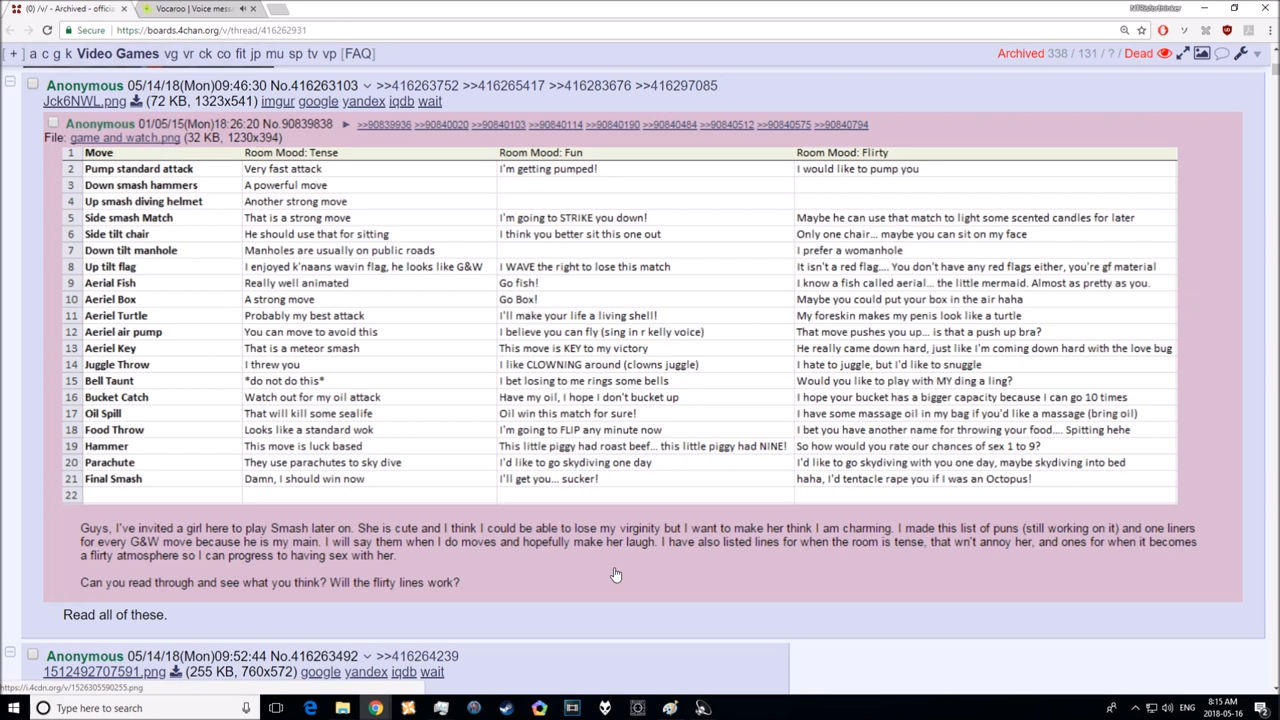 /v/ - Archived - offici
Vocaroo | Voice mess
Secure
https://boards.4chan.org/v/thread/416262931
[+] a c g k Video Games vg vr ck co fit jp mu sp tv vp [FAQ]
Archived 338 / 131 / ? / Dead
Anonymous 05/14/18(Mon)09:46:30 No.416263103 >>416263752 >>416265417 >>416283676 >>416297085
Jck6NWL.png (72 KB, 1323x541) imgur google yandex iqdb wait
Anonymous 01/05/15(Mon)18:26:20 No.90839838 ► >>90839936 >>90840020 >>90840103 >>90840114 >>90840190 >>90840484 >>90840512 >>90840575 >>90840794
File: game and watch.png (32 KB, 1230x394)
1 Move Room Mood: Tense Room Mood: Fun Room Mood: Flirty
2 Pump standard attack Very fast attack I'm getting pumped! I would like to pump you
3 Down smash hammers A powerful move
4 Up smash diving helmet Another strong move
5 Side smash Match That is a strong move I'm going to STRIKE you down! Maybe he can use that match to light some scented candles for later
6 Side tilt chair He should use that for sitting I think you better sit this one out Only one chair... maybe you can sit on my face
7 Down tilt manhole Manholes are usually on public roads I prefer a womanhole
8 Up tilt flag I enjoyed k'naans wavin flag, he looks like G&W I WAVE the right to lose this match It isn't a red flag.... You don't have any red flags either, you're gf material
9 Aerial Fish Really well animated Go fish! I know a fish called aerial... the little mermaid. Almost as pretty as you.
10 Aeriel Box A strong move Go Box! Maybe you could put your box in the air haha
11 Aeriel Turtle Probably my best attack I'll make your life a living shell! My foreskin makes my penis look like a turtle
12 Aeriel air pump You can move to avoid this I believe you can fly (sing in r kelly voice) That move pushes you up... is that a push up bra?
13 Aeriel Key That is a meteor smash This move is KEY to my victory He really came down hard, just like I'm coming down hard with the love bug
14 Juggle Throw I threw you I like CLOWNING around (clowns juggle) I hate to juggle, but I'd like to snuggle
15 Bell Taunt *do not do this* I bet losing to me rings some bells Would you like to play with MY ding a ling?
16 Bucket Catch Watch out for my oil attack Have my oil, I hope I don't bucket up I hope your bucket has a bigger capacity because I can go 10 times
17 Oil Spill That will kill some sealife Oil win this match for sure! I have some massage oil in my bag if you'd like a massage (bring oil)
18 Food Throw Looks like a standard wok I'm going to FLIP any minute now I bet you have another name for throwing your food.... Spitting hehe
19 Hammer This move is luck based This little piggy had roast beef... this little piggy had NINE! So how would you rate our chances of sex 1 to 9?
20 Parachute They use parachutes to sky dive I'd like to go skydiving one day I'd like to go skydiving with you one day, maybe skydiving into bed
21 Final Smash Damn, I should win now I'll get you... sucker! haha, I'd tentacle rape you if I was an Octopus!
22
Guys, I've invited a girl here to play Smash later on. She is cute and I think I could be able to lose my virginity but I want to make her think I am charming. I made this list of puns (still working on it) and one liners
for every G&W move because he is my main. I will say them when I do moves and hopefully make her laugh. I have also listed lines for when the room is tense, that wn't annoy her, and ones for when it becomes
a flirty atmosphere so I can progress to having sex with her.
Can you read through and see what you think? Will the flirty lines work?
Read all of these.
Anonymous 05/14/18(Mon)09:52:44 No.416263492 >>416264239
1512492707591.png (255 KB, 760x572) google yandex iqdb wait
https://i.4cdn.org/v/1526305590255.png
Type here to search
ENG
8:15 AM
2018-05-16